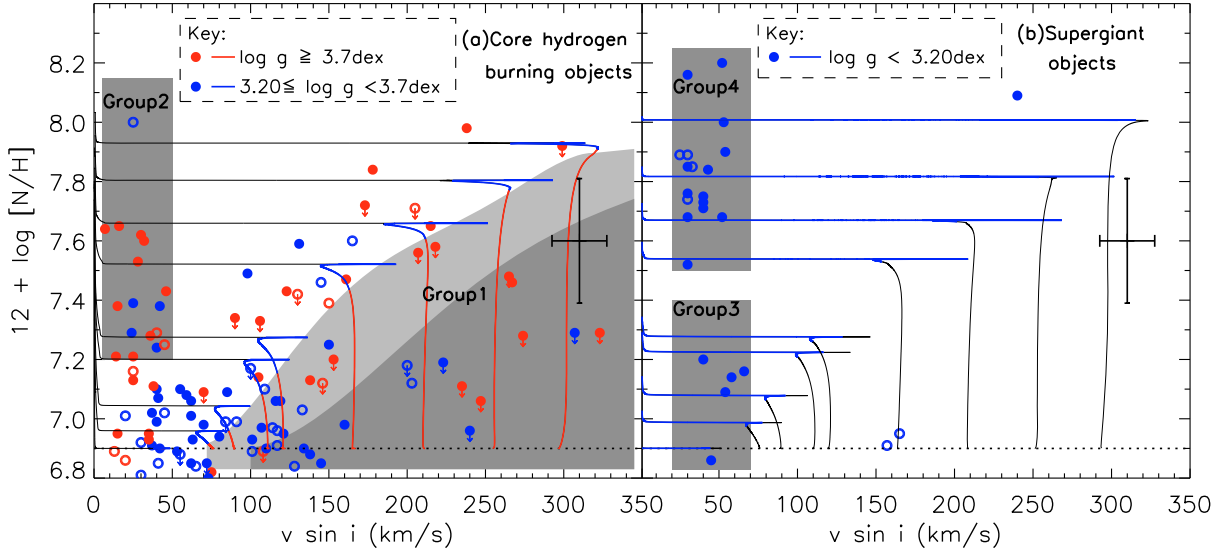 Key:
log g ≧ 3.7dex
3.20≦ log g <3.7dex
(a)Core hydrogen
burning objects
Group2
Group1
8.2
8.0
7.8
7.6
7.4
7.2
7.0
6.8
12 + log [N/H]
0 50 100 150 200 250 300
v sin i (km/s)
Key:
log g < 3.20dex
(b)Supergiant
objects
Group4
Group3
0 50 100 150 200 250 300 350
v sin i (km/s)